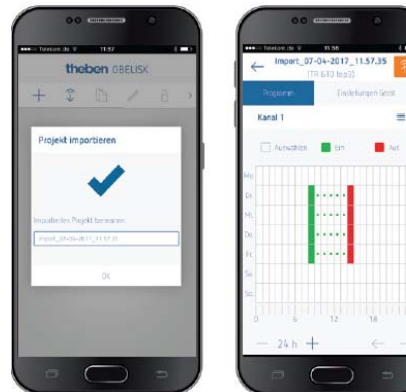 Telekom.de 11:57
theben OBELISK
Projekt importieren
Importiertes Projekt benennen
Import_07-04-2017_11.57.35
OK
Telekom.de 11:58
Import_07-04-2017_11.57.35
(TR 610 top3)
Programm Einstellungen Gerät
Kanal 1
Auswählen Ein Aus
Mo.
Di.
Mi.
Do.
Fr.
Sa.
So.
0 6 12 18
24 h